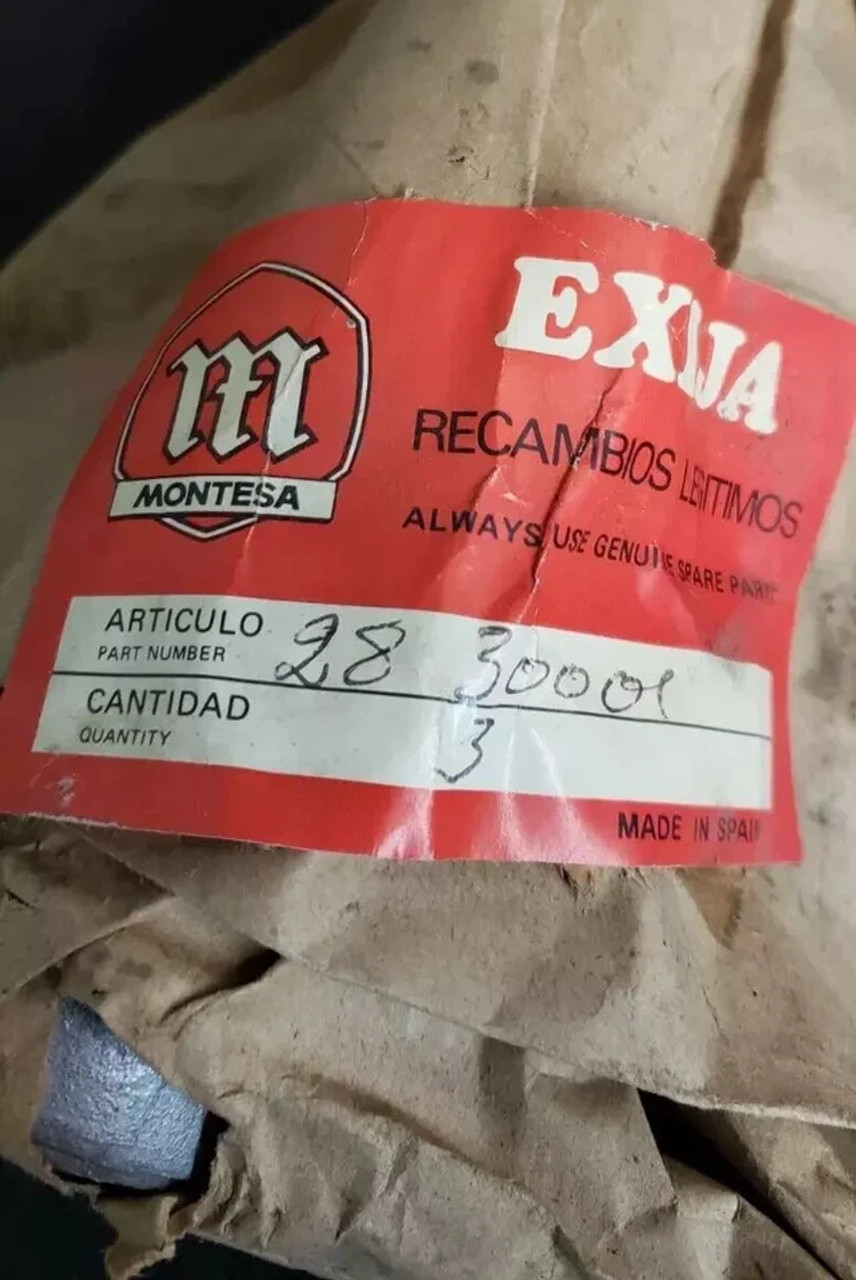 M
MONTESA
EXIJA
RECAMBIOS LEGITIMOS
ALWAYS USE GENUINE SPARE PARTS
ARTICULO 28 30001
PART NUMBER
CANTIDAD 3
QUANTITY
MADE IN SPAIN